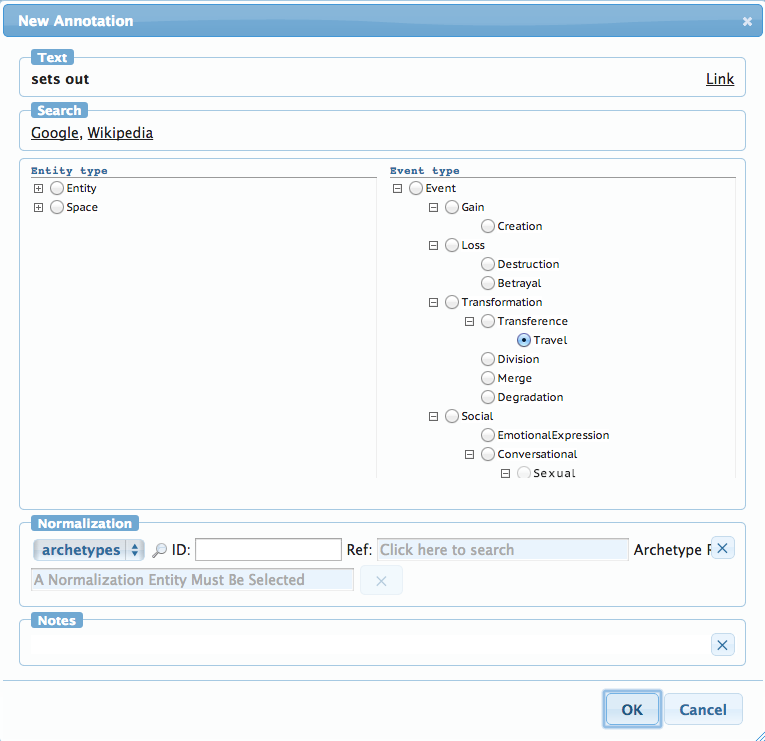 New Annotation
Text
sets out Link
Search
Google, Wikipedia
Entity type
Entity
Space
Event type
Event
Gain
Creation
Loss
Destruction
Betrayal
Transformation
Transference
Travel
Division
Merge
Degradation
Social
EmotionalExpression
Conversational
Sexual
Normalization
archetypes ID: Ref: Click here to search Archetype
A Normalization Entity Must Be Selected
Notes
OK Cancel